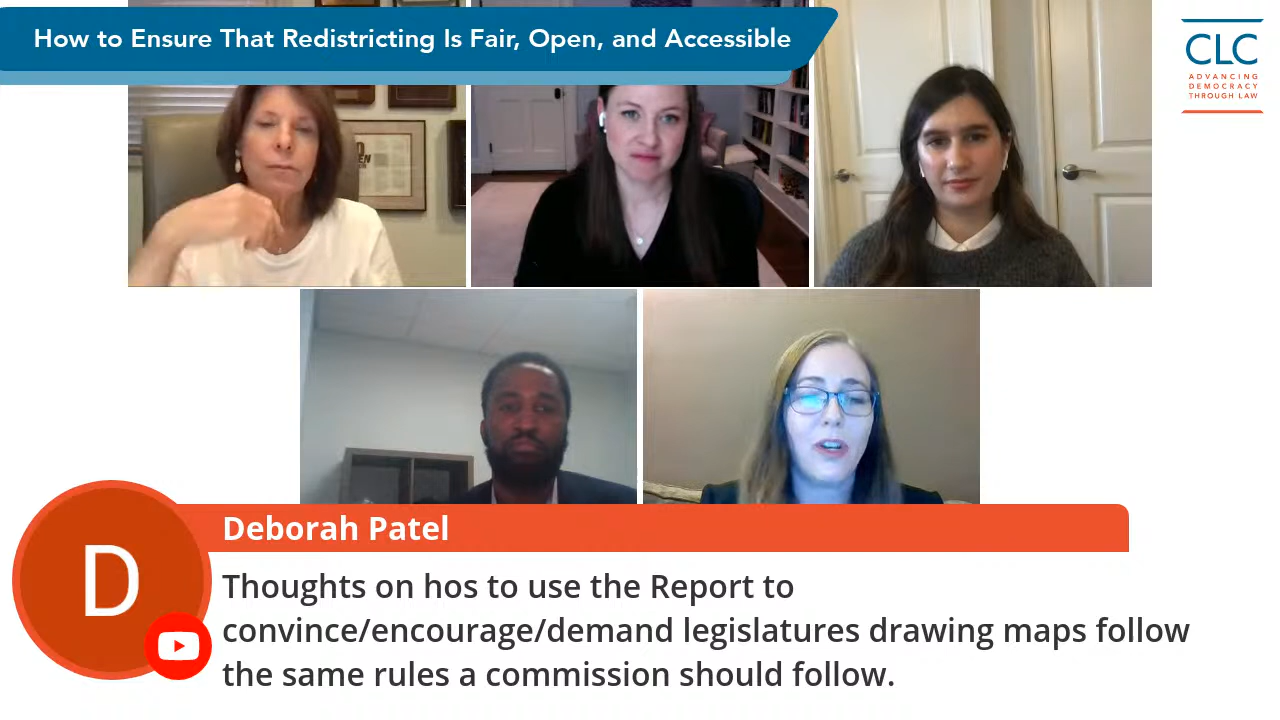 How to Ensure That Redistricting Is Fair, Open, and Accessible
CLC
ADVANCING
DEMOCRACY
THROUGH LAW
D
Deborah Patel
Thoughts on hos to use the Report to
convince/encourage/demand legislatures drawing maps follow
the same rules a commission should follow.